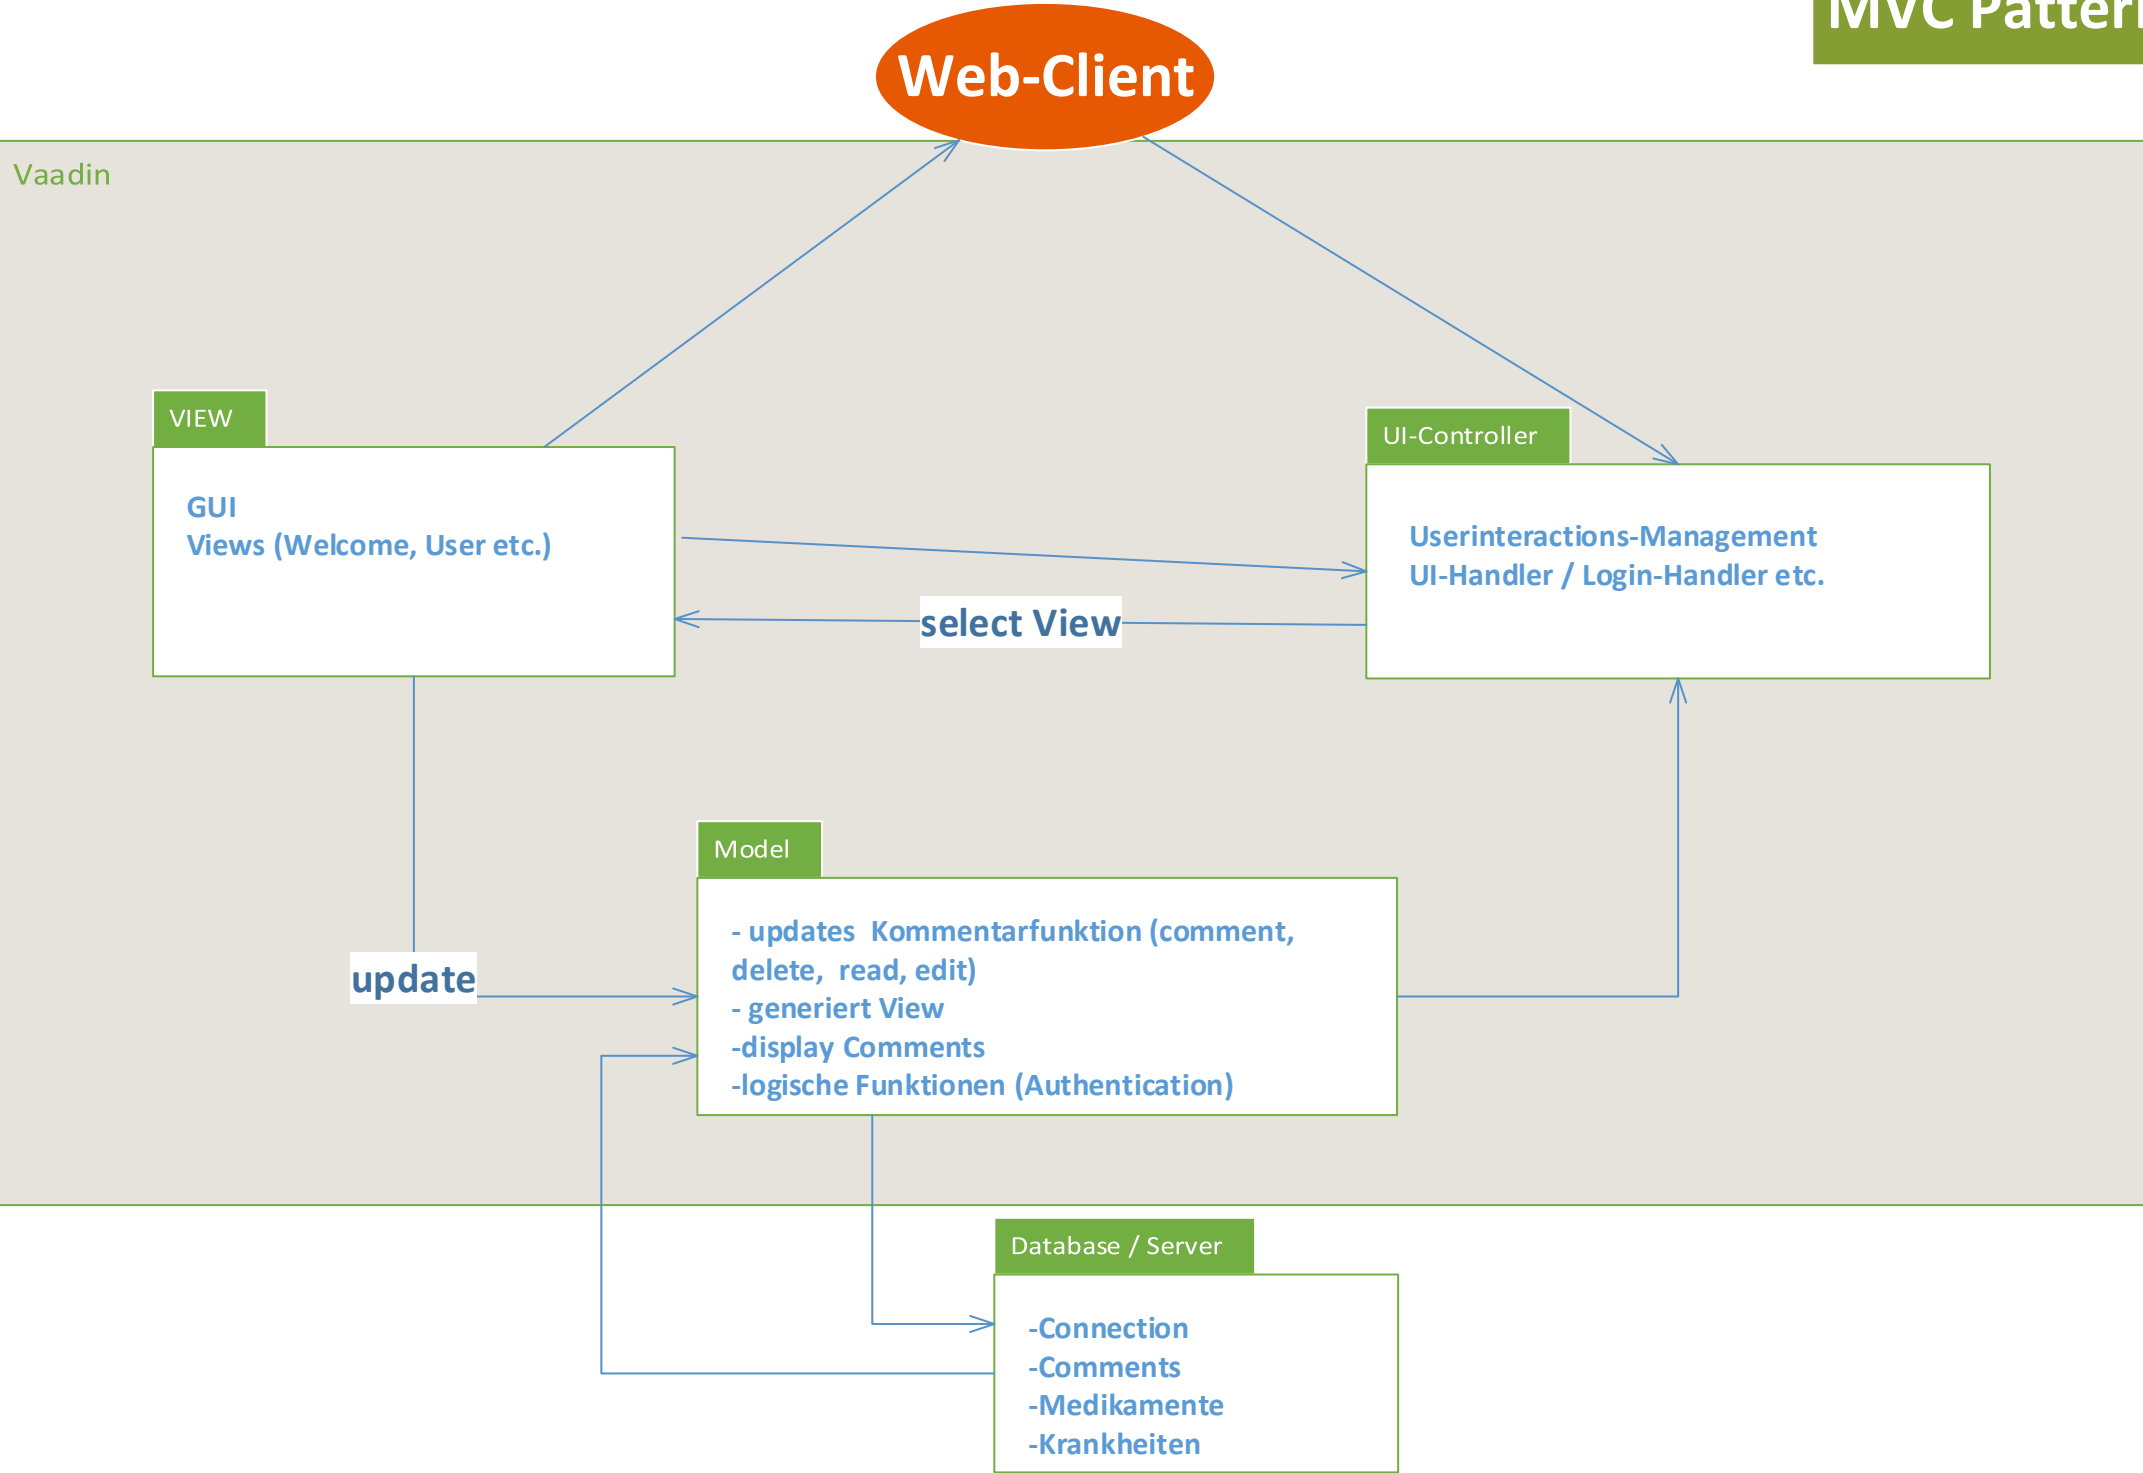 MVC Pattern
Web-Client
Vaadin
VIEW
GUI
Views (Welcome, User etc.)
UI-Controller
Userinteractions-Management
UI-Handler / Login-Handler etc.
select View
update
Model
- updates  Kommentarfunktion (comment,
delete,  read, edit)
- generiert View
-display Comments
-logische Funktionen (Authentication)
Database / Server
-Connection
-Comments
-Medikamente
-Krankheiten